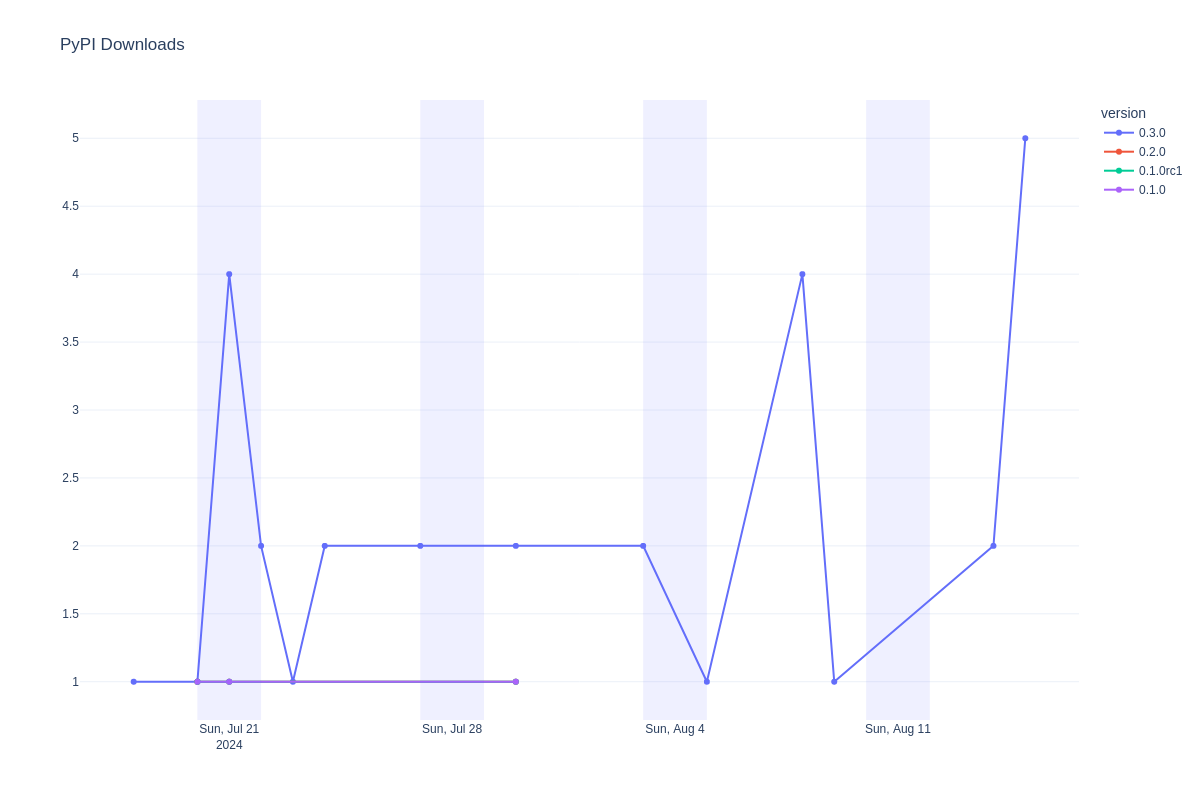 PyPI Downloads
version
0.3.0
0.2.0
0.1.0rc1
0.1.0
5
4.5
4
3.5
3
2.5
2
1.5
1
Sun, Jul 21
2024
Sun, Jul 28
Sun, Aug 4
Sun, Aug 11